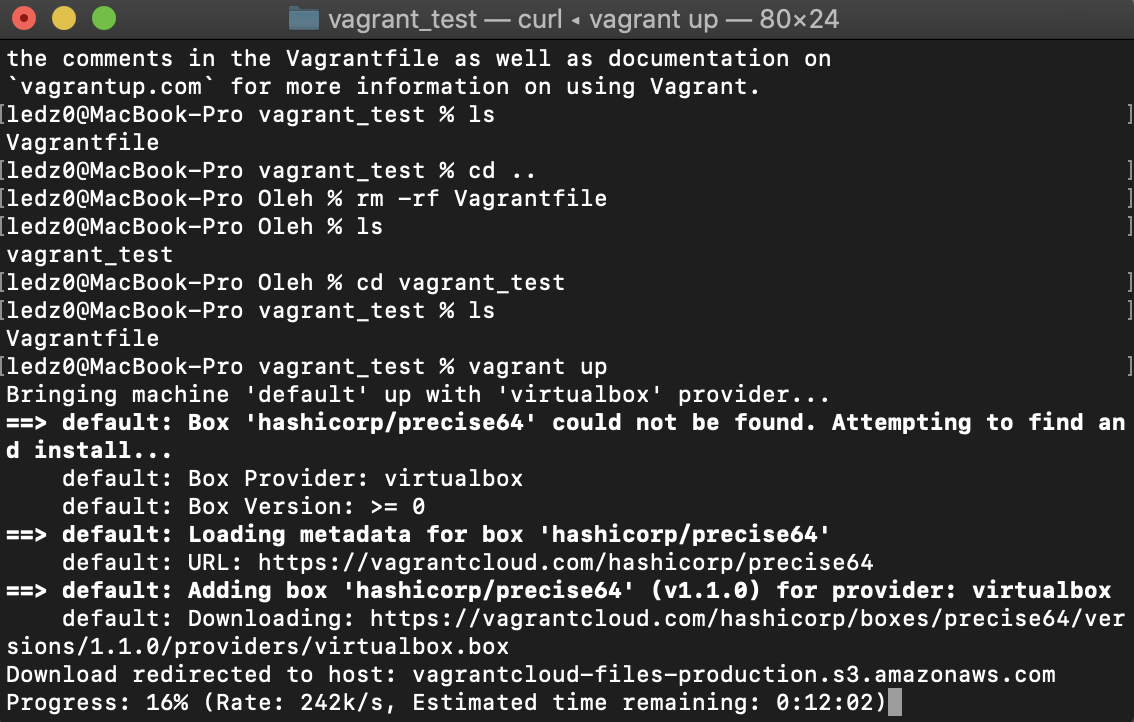 vagrant_test — curl ◂ vagrant up — 80×24
the comments in the Vagrantfile as well as documentation on
`vagrantup.com` for more information on using Vagrant.
[ledz0@MacBook-Pro vagrant_test % ls ]
Vagrantfile
[ledz0@MacBook-Pro vagrant_test % cd .. ]
[ledz0@MacBook-Pro Oleh % rm -rf Vagrantfile ]
[ledz0@MacBook-Pro Oleh % ls ]
vagrant_test
[ledz0@MacBook-Pro Oleh % cd vagrant_test ]
[ledz0@MacBook-Pro vagrant_test % ls ]
Vagrantfile
[ledz0@MacBook-Pro vagrant_test % vagrant up ]
Bringing machine 'default' up with 'virtualbox' provider...
==> default: Box 'hashicorp/precise64' could not be found. Attempting to find an
d install...
    default: Box Provider: virtualbox
    default: Box Version: >= 0
==> default: Loading metadata for box 'hashicorp/precise64'
    default: URL: https://vagrantcloud.com/hashicorp/precise64
==> default: Adding box 'hashicorp/precise64' (v1.1.0) for provider: virtualbox
    default: Downloading: https://vagrantcloud.com/hashicorp/boxes/precise64/ver
sions/1.1.0/providers/virtualbox.box
Download redirected to host: vagrantcloud-files-production.s3.amazonaws.com
Progress: 16% (Rate: 242k/s, Estimated time remaining: 0:12:02)